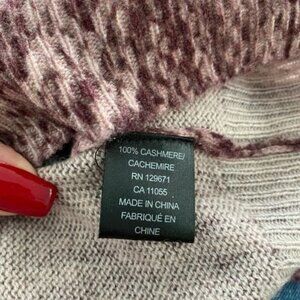 100% CASHMERE/
CACHEMIRE
RN 129671
CA 11055
MADE IN CHINA
FABRIQUÉ EN
CHINE